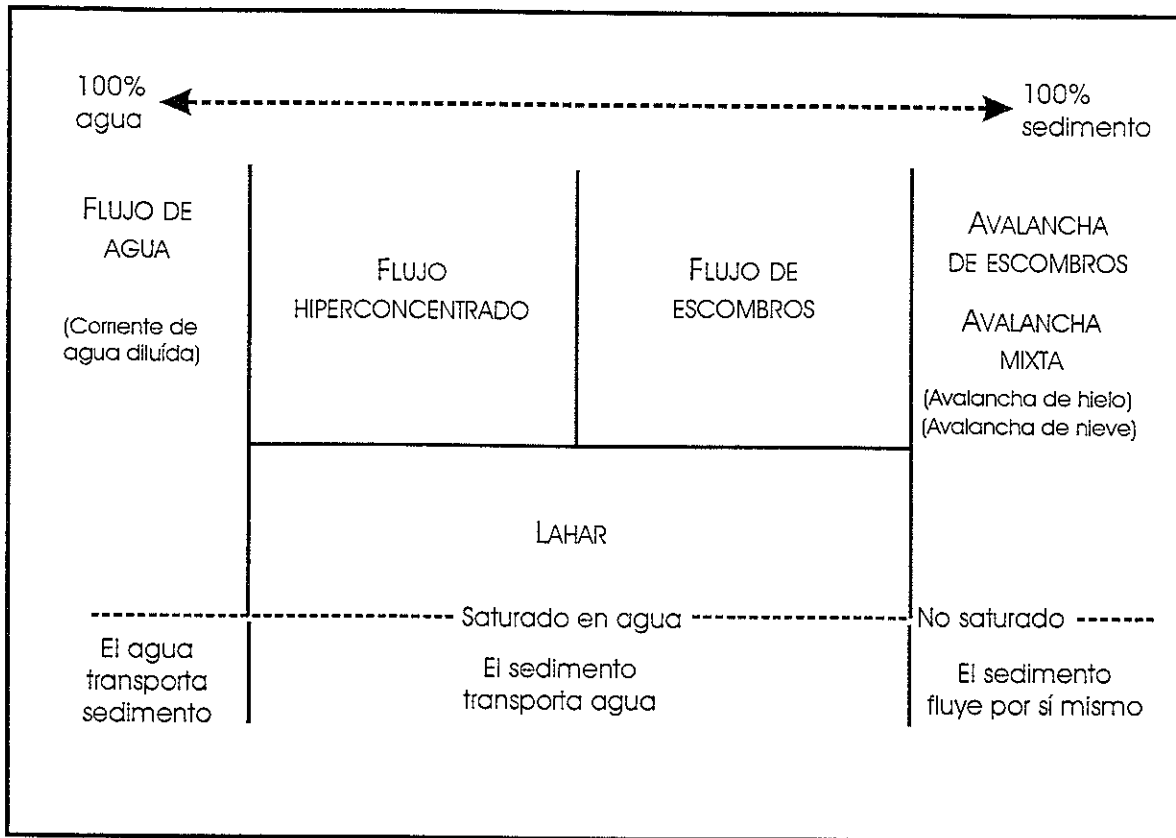 100%
agua
100%
sedimento
FLUJO DE
AGUA
(Corriente de
agua diluída)
FLUJO
HIPERCONCENTRADO
FLUJO DE
ESCOMBROS
AVALANCHA
DE ESCOMBROS
AVALANCHA
MIXTA
(Avalancha de hielo)
(Avalancha de nieve)
LAHAR
Saturado en agua
No saturado
El agua
transporta
sedimento
El sedimento
transporta agua
El sedimento
fluye por sí mismo